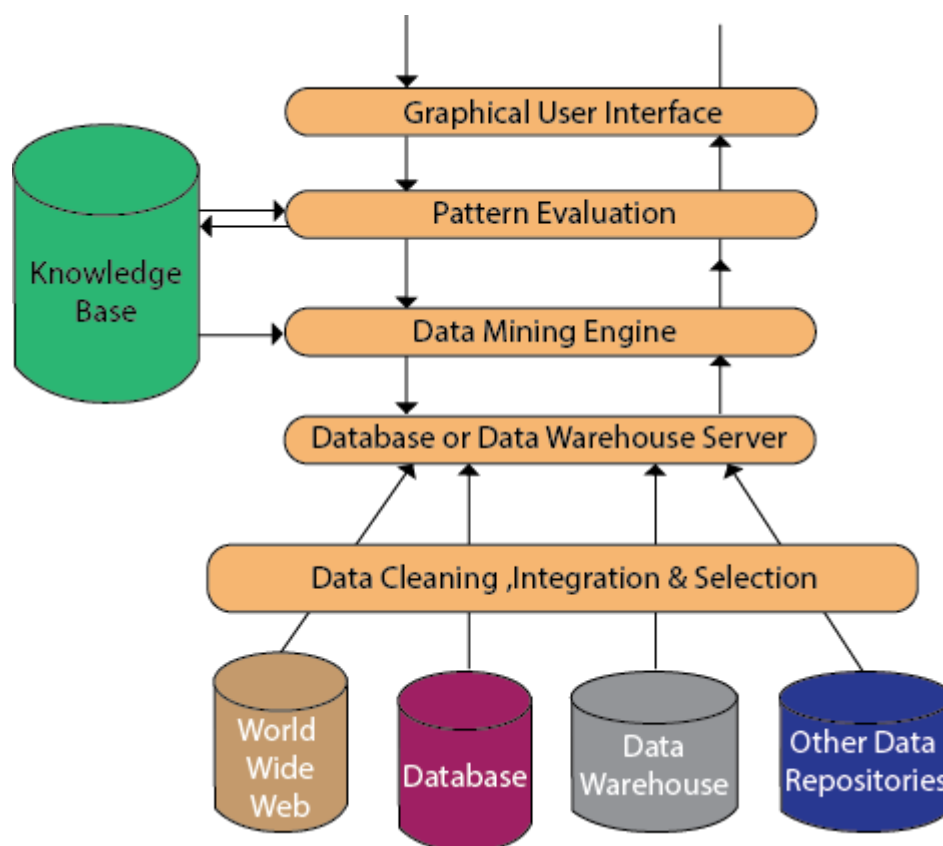 Graphical User Interface
Pattern Evaluation
Knowledge
Base
Data Mining Engine
Database or Data Warehouse Server
Data Cleaning ,Integration & Selection
World
Wide
Web
Database
Data
Warehouse
Other Data
Repositories